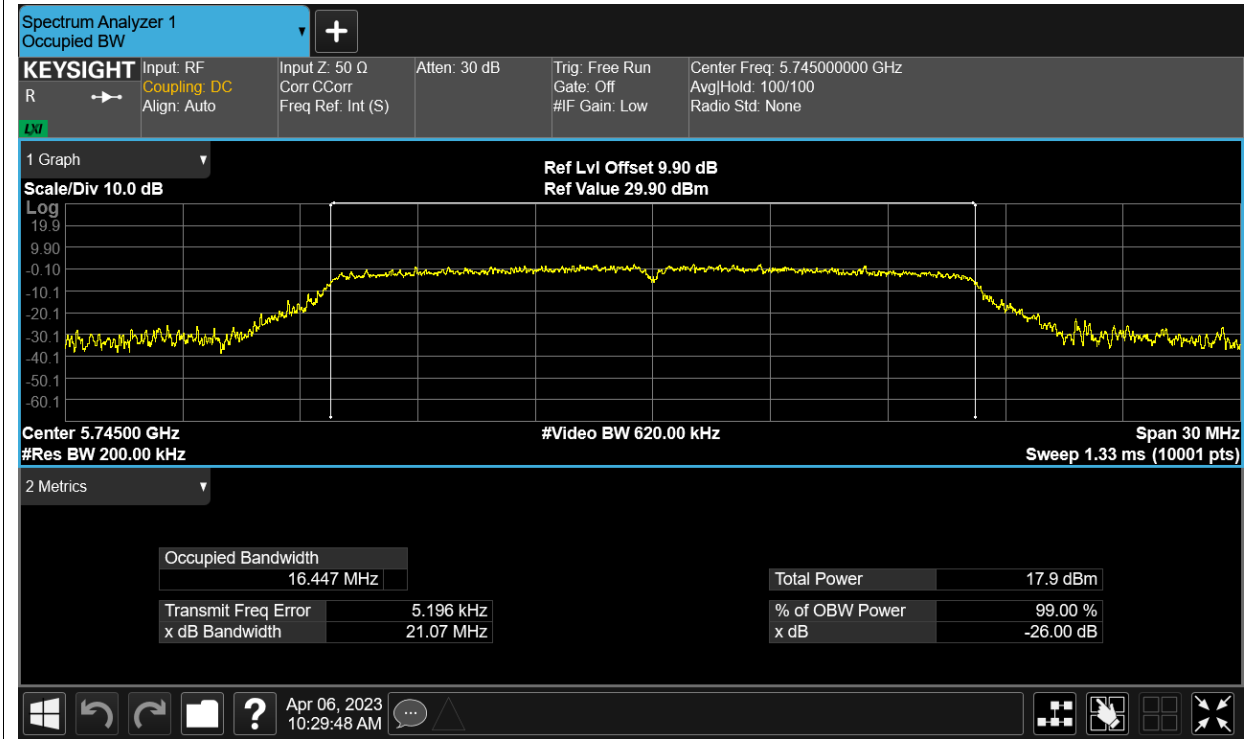 Spectrum Analyzer 1
Occupied BW
KEYSIGHT
R
LXI
Input: RF
Coupling: DC
Align: Auto
Input Z: 50 Ω
Corr CCorr
Freq Ref: Int (S)
Atten: 30 dB
Trig: Free Run
Gate: Off
#IF Gain: Low
Center Freq: 5.745000000 GHz
Avg|Hold: 100/100
Radio Std: None
1 Graph
Ref Lvl Offset 9.90 dB
Scale/Div 10.0 dB
Ref Value 29.90 dBm
Log
19.9
9.90
-0.10
-10.1
-20.1
-30.1
-40.1
-50.1
-60.1
Center 5.74500 GHz
#Video BW 620.00 kHz
Span 30 MHz
#Res BW 200.00 kHz
Sweep 1.33 ms (10001 pts)
2 Metrics
Occupied Bandwidth
16.447 MHz
Total Power 17.9 dBm
Transmit Freq Error 5.196 kHz
% of OBW Power 99.00 %
x dB Bandwidth 21.07 MHz
x dB -26.00 dB
?
Apr 06, 2023
10:29:48 AM